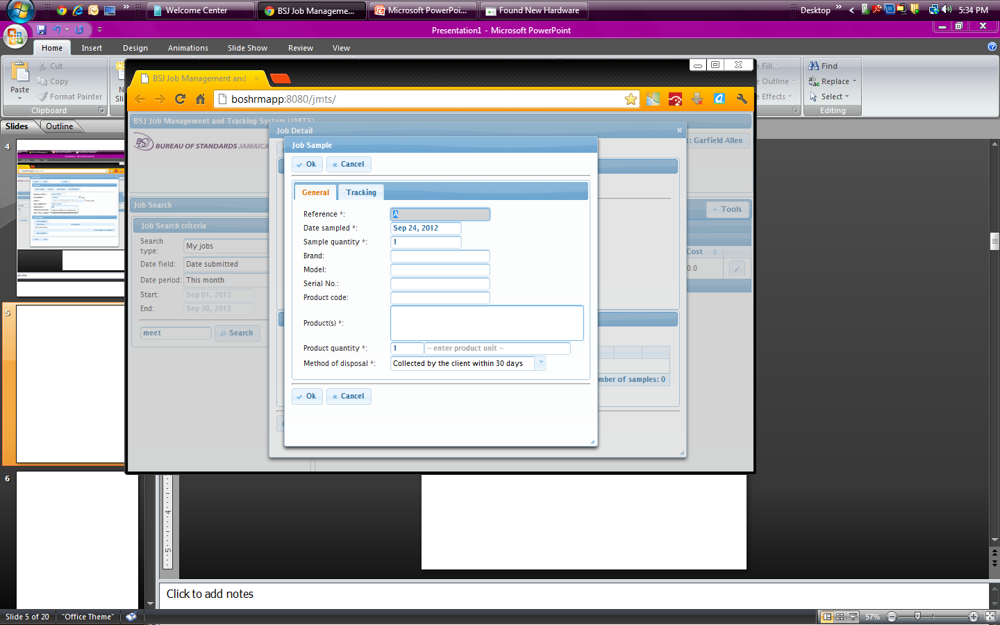 Welcome Center
BSJ Job Manageme...
Microsoft PowerPoi...
Found New Hardware
Desktop
5:34 PM
Presentation1 - Microsoft PowerPoint
Home
Insert
Design
Animations
Slide Show
Review
View
Paste
Cut
Copy
Format Painter
Clipboard
N
Sli
Fill
Outline
Effects
Find
Replace
Select
Editing
Slides
Outline
4
5
6
BSJ Job Management and
boshrmapp:8080/jmts/
BSJ Job Management and Tracking System (JMTS)
BSJ BUREAU OF STANDARDS JAMAICA
t: Garfield Allen
Job Search
Job Search criteria
Search type:
My jobs
Date field:
Date submitted
Date period:
This month
Start:
Sep 01, 2012
End:
Sep 30, 2012
meet
Search
Tools
Cost
0.0
mber of samples: 0
Job Detail
Job Sample
Ok
Cancel
General
Tracking
Reference *:
A
Date sampled *:
Sep 24, 2012
Sample quantity *:
1
Brand:
Model:
Serial No.:
Product code:
Product(s) *:
Product quantity *:
1
-- enter product unit --
Method of disposal *:
Collected by the client within 30 days
Ok
Cancel
4
5
Click to add notes
Slide 5 of 20
"Office Theme"
57%